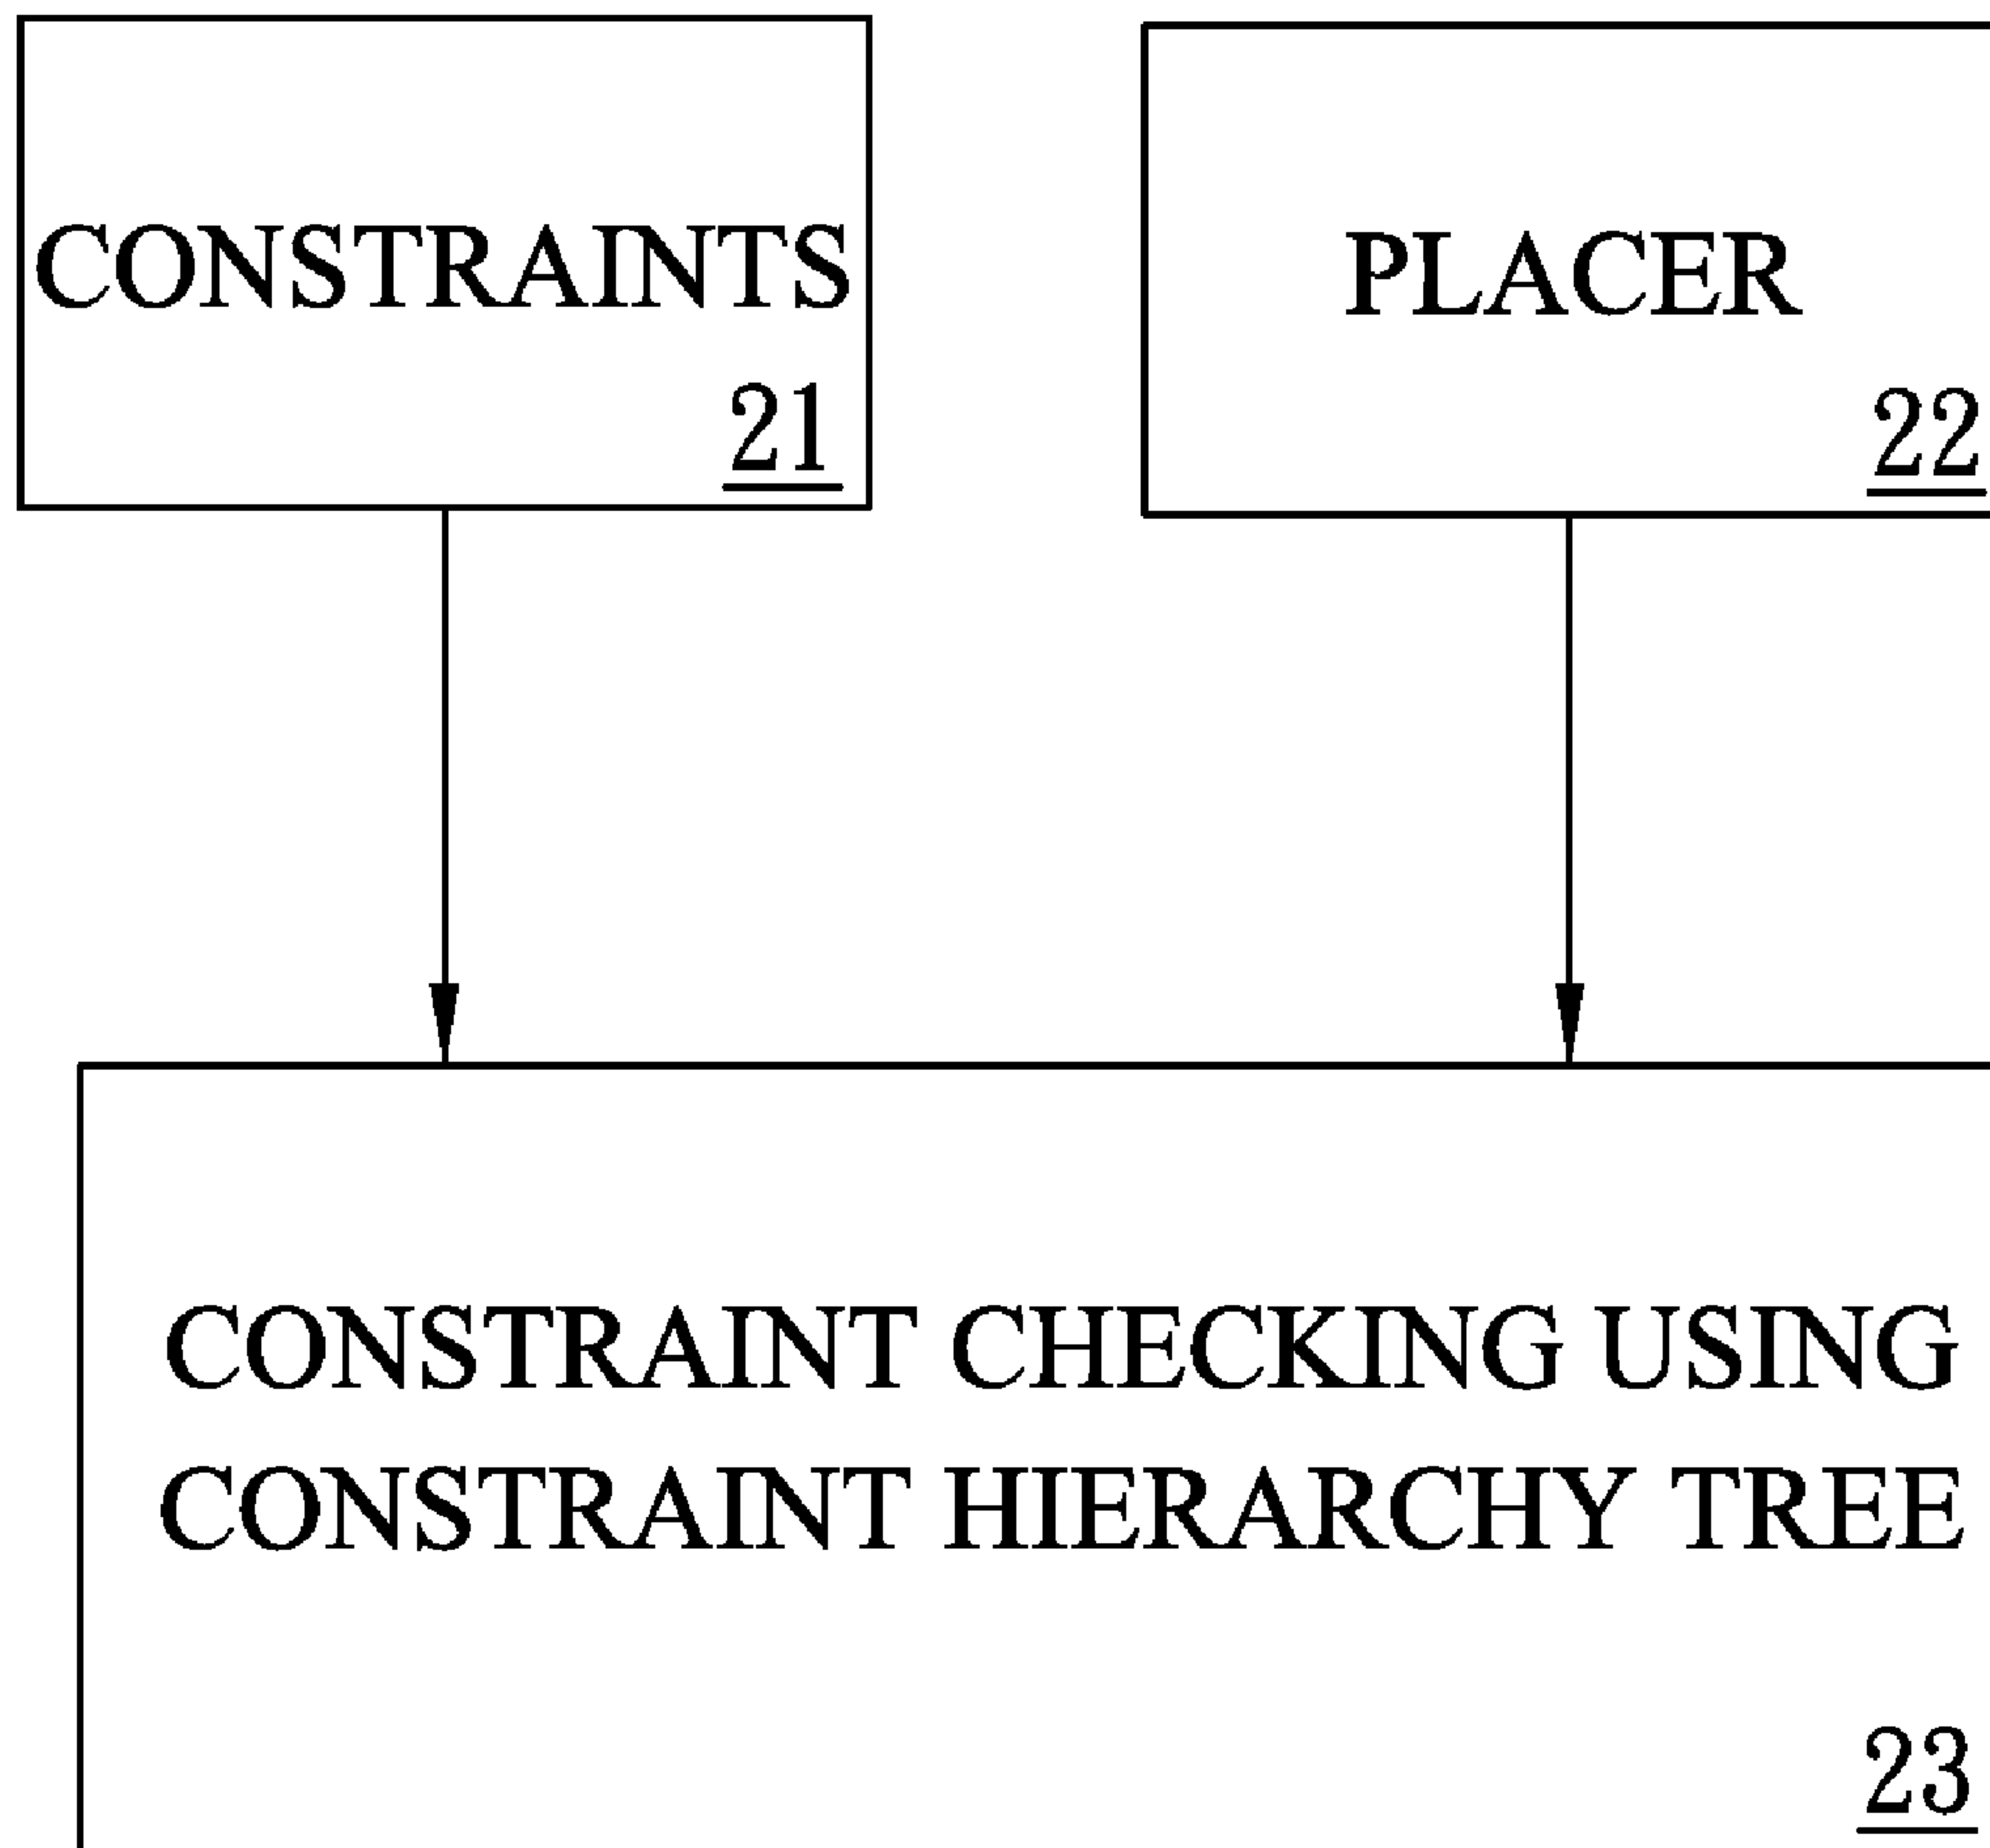 CONSTRAINTS
21
PLACER
22
CONSTRAINT CHECKING USING
CONSTRAINT HIERARCHY TREE
23